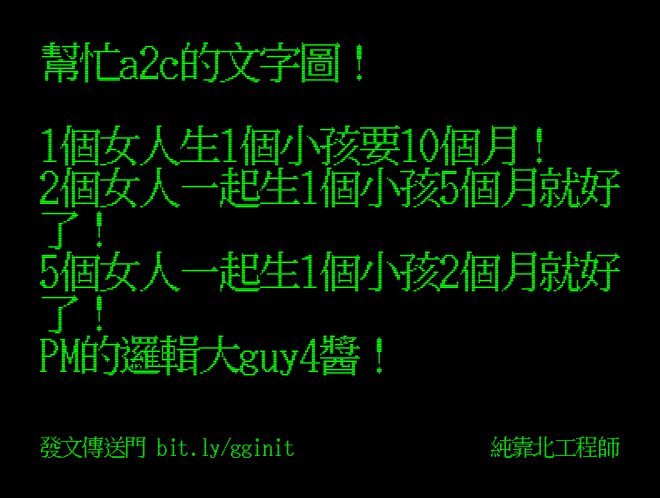 幫忙a2c的文字圖！
1個女人生1個小孩要10個月！
2個女人一起生1個小孩5個月就好
了！
5個女人一起生1個小孩2個月就好
了！
PM的邏輯大guy4醬！
發文傳送門 bit.ly/gginit
純靠北工程師